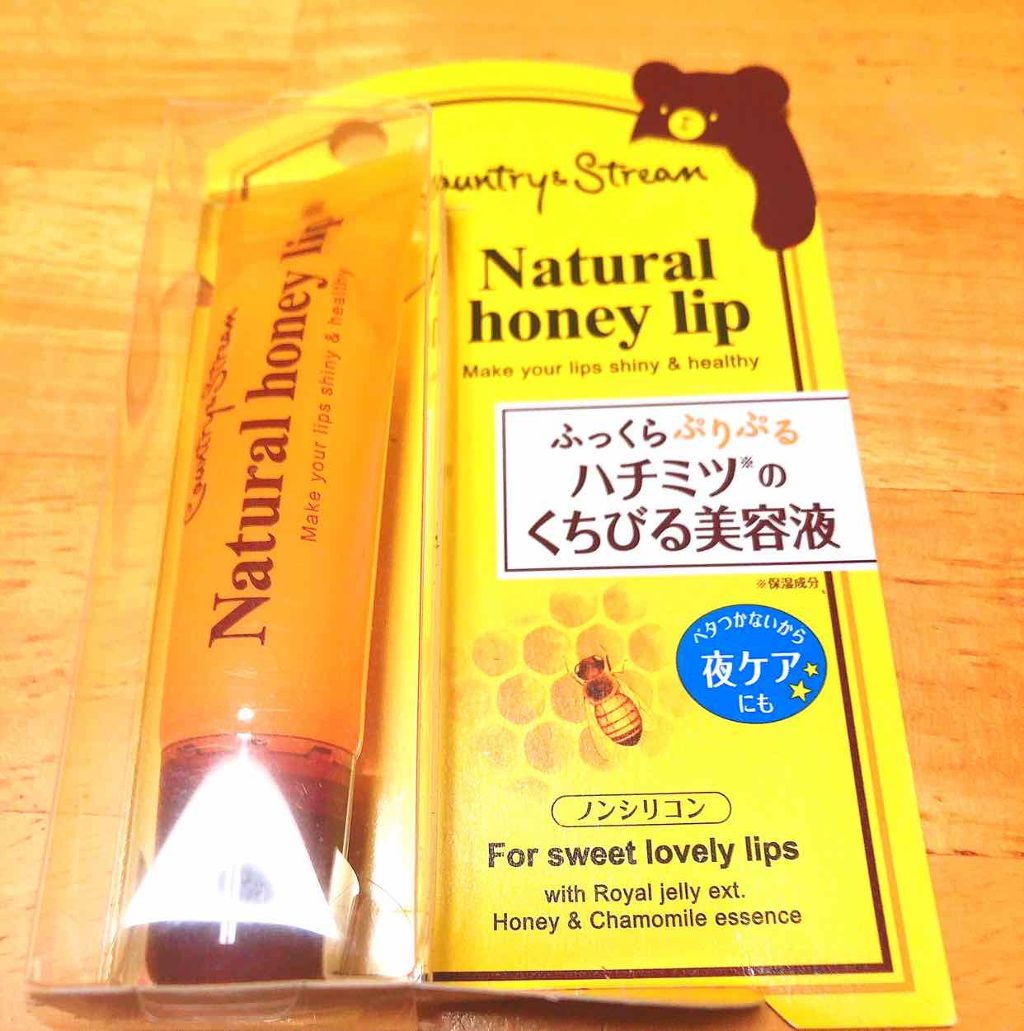 Country & Stream
Natural honey lip※
Make your lips shiny & healthy
ountry & Stream
Natural
honey lip
Make your lips shiny & healthy
ふっくらぷりぷる
ハチミツ※の
くちびる美容液
※保湿成分
ベタつかないから
夜ケア
にも
ノンシリコン
For sweet lovely lips
with Royal jelly ext.
Honey & Chamomile essence